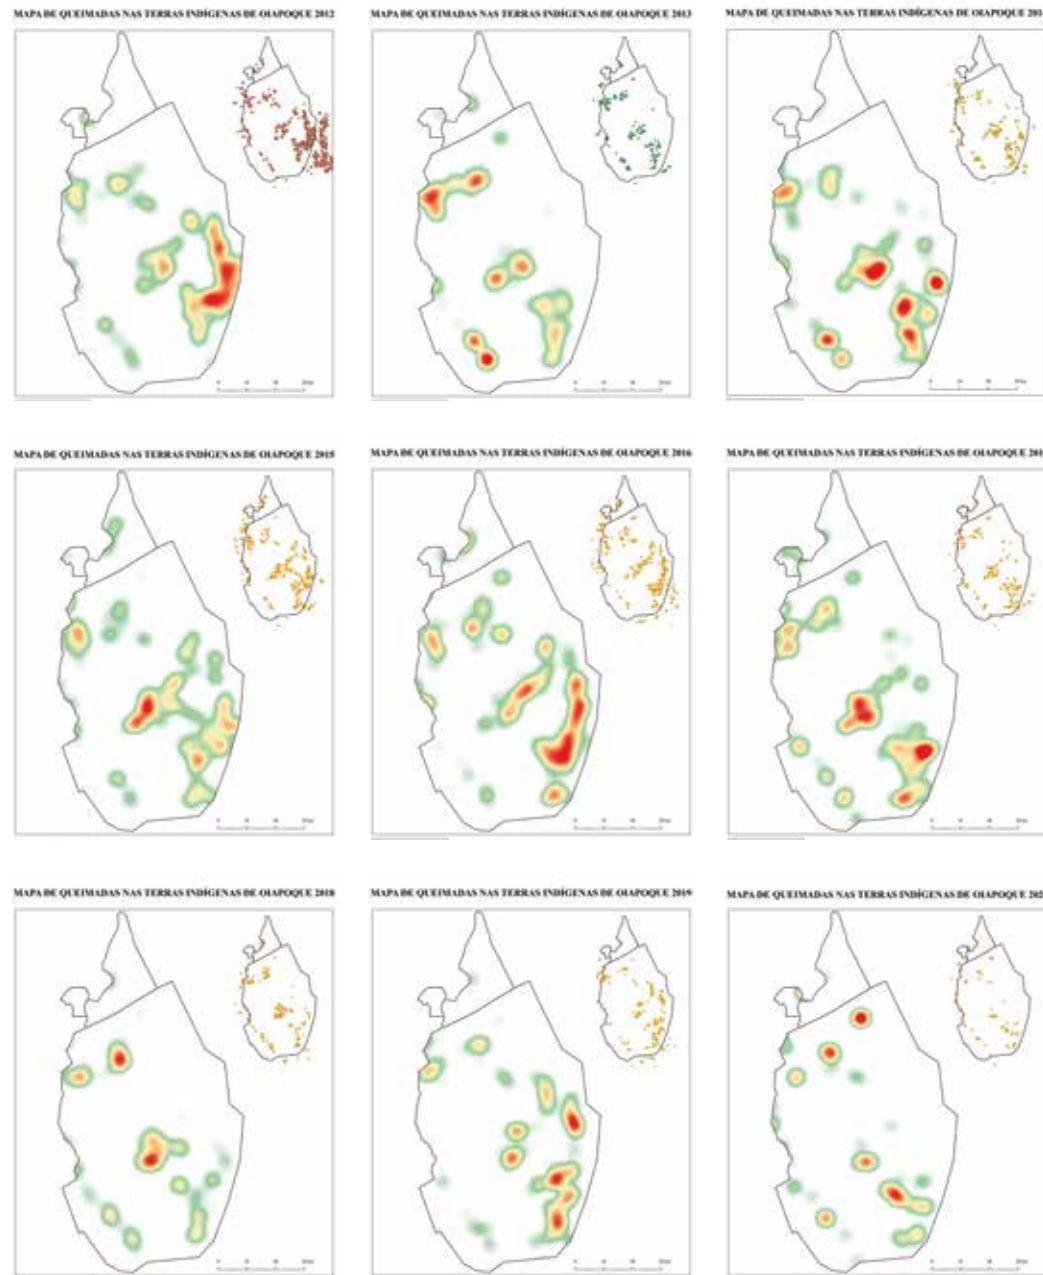 MAPA DE QUEIMADAS NAS TERRAS INDÍGENAS DE OIAPOQUE 2012
MAPA DE QUEIMADAS NAS TERRAS INDÍGENAS DE OIAPOQUE 2013
MAPA DE QUEIMADAS NAS TERRAS INDÍGENAS DE OIAPOQUE 201
MAPA DE QUEIMADAS NAS TERRAS INDÍGENAS DE OIAPOQUE 2015
MAPA DE QUEIMADAS NAS TERRAS INDÍGENAS DE OIAPOQUE 2016
MAPA DE QUEIMADAS NAS TERRAS INDÍGENAS DE OIAPOQUE 201
MAPA DE QUEIMADAS NAS TERRAS INDÍGENAS DE OIAPOQUE 2018
MAPA DE QUEIMADAS NAS TERRAS INDÍGENAS DE OIAPOQUE 2019
MAPA DE QUEIMADAS NAS TERRAS INDÍGENAS DE OIAPOQUE 202